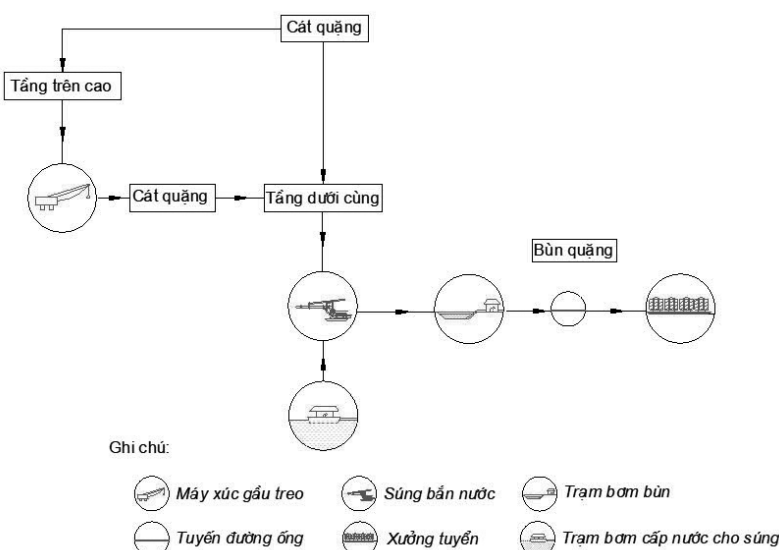 Cát quặng
Tầng trên cao
Cát quặng
Tầng dưới cùng
Bùn quặng
Ghi chú:
Máy xúc gầu treo
Súng bắn nước
Trạm bơm bùn
Tuyến đường ống
Xưởng tuyển
Trạm bơm cấp nước cho súng